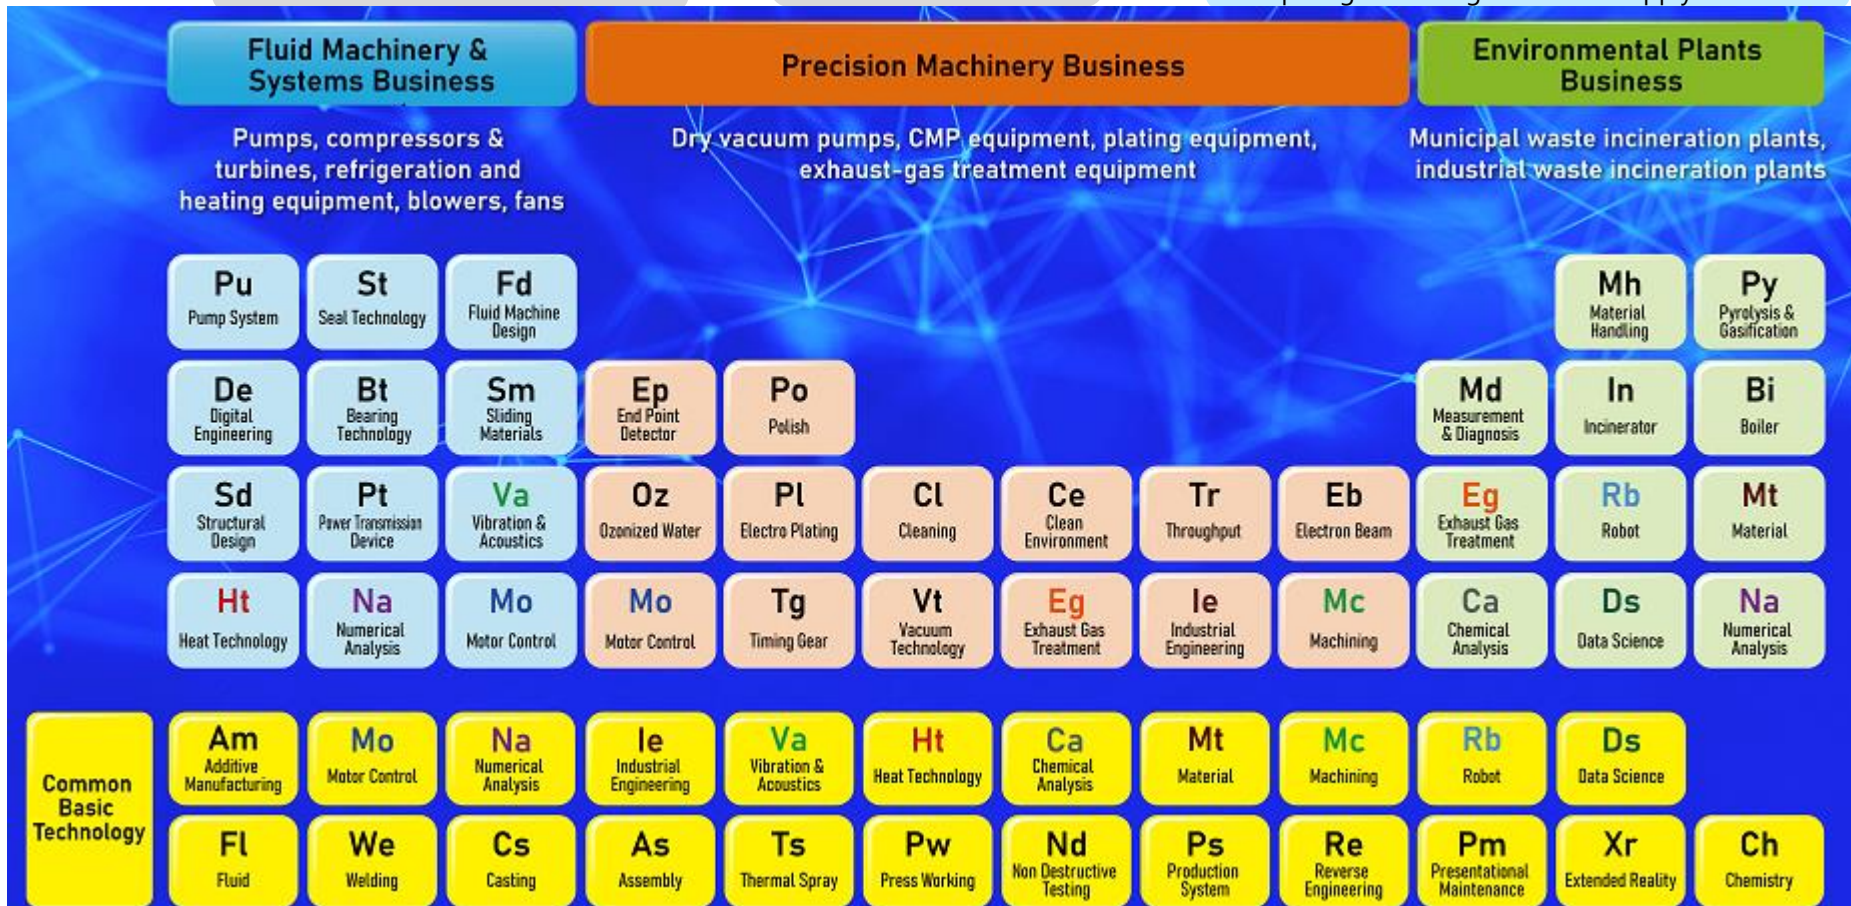 Fluid Machinery &
Systems Business
Precision Machinery Business
Environmental Plants
Business
Pumps, compressors &
turbines, refrigeration and
heating equipment, blowers, fans
Dry vacuum pumps, CMP equipment, plating equipment,
exhaust-gas treatment equipment
Municipal waste incineration plants,
industrial waste incineration plants
Pu
Pump System
St
Seal Technology
Fd
Fluid Machine
Design
Mh
Material
Handling
Py
Pyrolysis &
Gasification
De
Digital
Engineering
Bt
Bearing
Technology
Sm
Sliding
Materials
Ep
End Point
Detector
Po
Polish
Md
Measurement
& Diagnosis
In
Incinerator
Bi
Boiler
Sd
Structural
Design
Pt
Power Transmission
Device
Va
Vibration &
Acoustics
Oz
Ozonized Water
Pl
Electro Plating
Cl
Cleaning
Ce
Clean
Environment
Tr
Throughput
Eb
Electron Beam
Eg
Exhaust Gas
Treatment
Rb
Robot
Mt
Material
Ht
Heat Technology
Na
Numerical
Analysis
Mo
Motor Control
Mo
Motor Control
Tg
Timing Gear
Vt
Vacuum
Technology
Eg
Exhaust Gas
Treatment
Ie
Industrial
Engineering
Mc
Machining
Ca
Chemical
Analysis
Ds
Data Science
Na
Numerical
Analysis
Common
Basic
Technology
Am
Additive
Manufacturing
Mo
Motor Control
Na
Numerical
Analysis
Ie
Industrial
Engineering
Va
Vibration &
Acoustics
Ht
Heat Technology
Ca
Chemical
Analysis
Mt
Material
Mc
Machining
Rb
Robot
Ds
Data Science
Fl
Fluid
We
Welding
Cs
Casting
As
Assembly
Ts
Thermal Spray
Pw
Press Working
Nd
Non Destructive
Testing
Ps
Production
System
Re
Reverse
Engineering
Pm
Presentational
Maintenance
Xr
Extended Reality
Ch
Chemistry